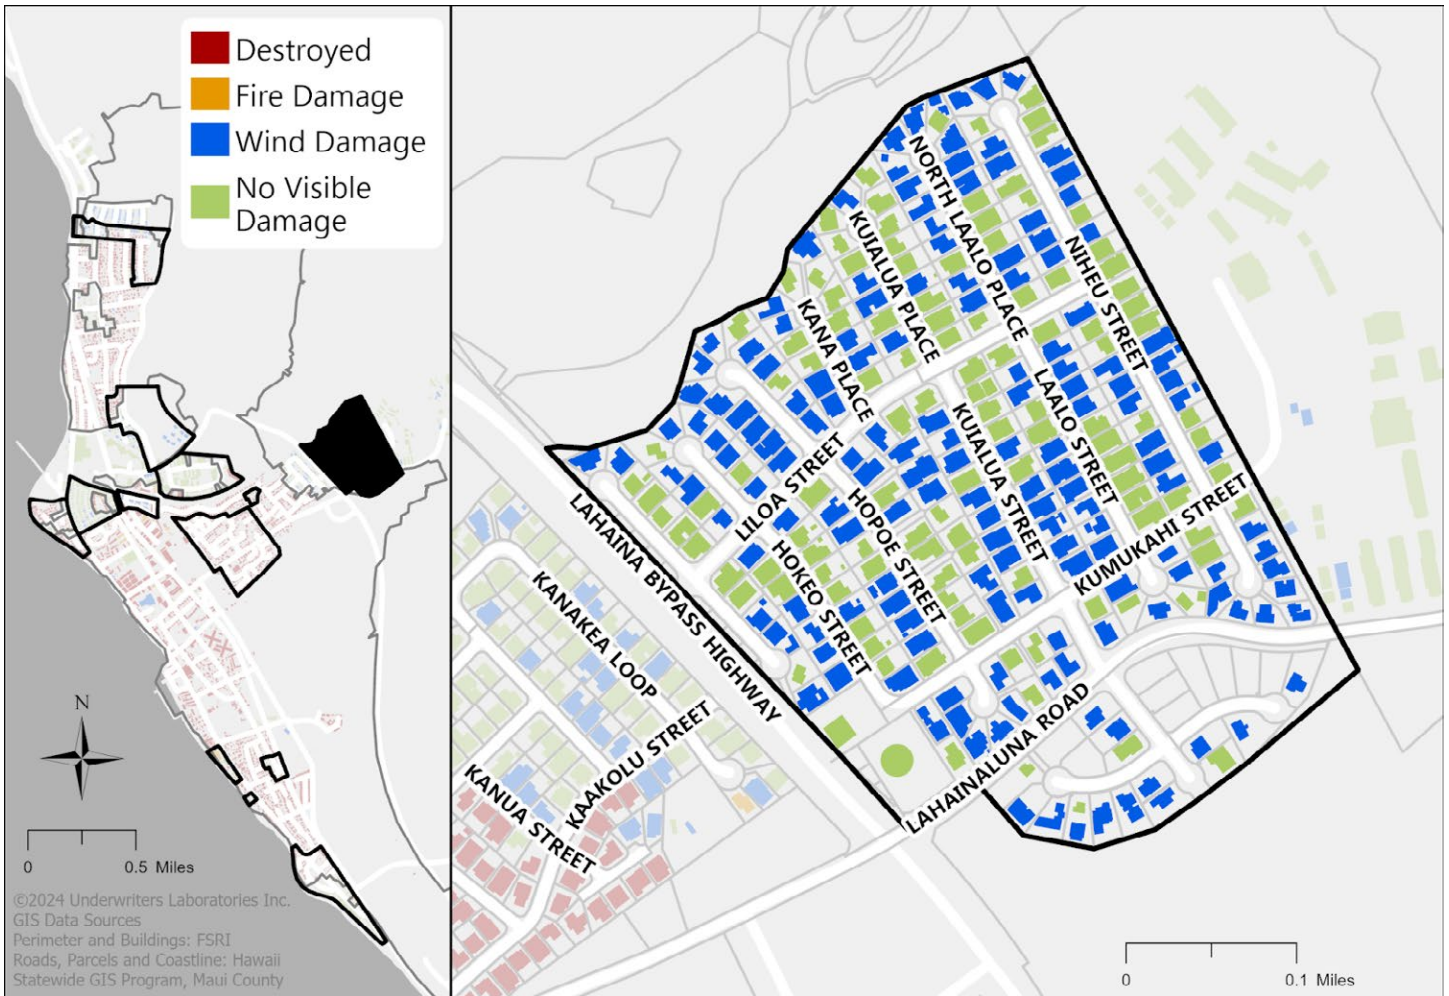 Destroyed
Fire Damage
Wind Damage
No Visible
Damage
N
0
0.5 Miles
©2024 Underwriters Laboratories Inc.
GIS Data Sources
Perimeter and Buildings: FSRI
Roads, Parcels and Coastline: Hawaii
Statewide GIS Program, Maui County
NORTH LAALO PLACE
KUIALUA PLACE
KANA PLACE
NIHEU STREET
LAALO STREET
KUIALUA STREET
LILOA STREET
HOPOE STREET
HOKEO STREET
KUMUKAHI STREET
LAHAINA BYPASS HIGHWAY
KANAKEA LOOP
KAAKOLU STREET
KANUA STREET
LAHAINALUNA ROAD
0
0.1 Miles